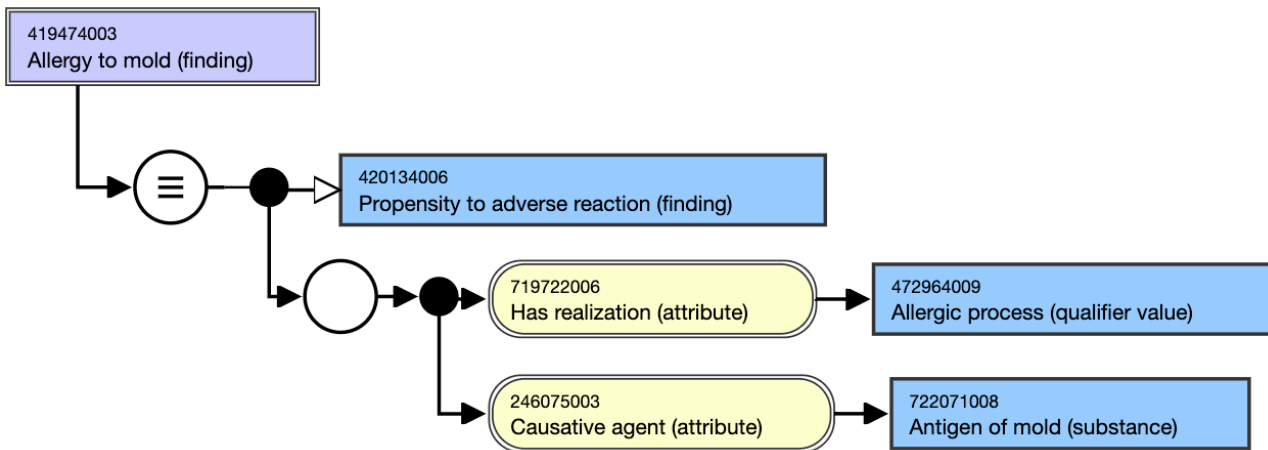 419474003
Allergy to mold (finding)
420134006
Propensity to adverse reaction (finding)
719722006
Has realization (attribute)
472964009
Allergic process (qualifier value)
246075003
Causative agent (attribute)
722071008
Antigen of mold (substance)